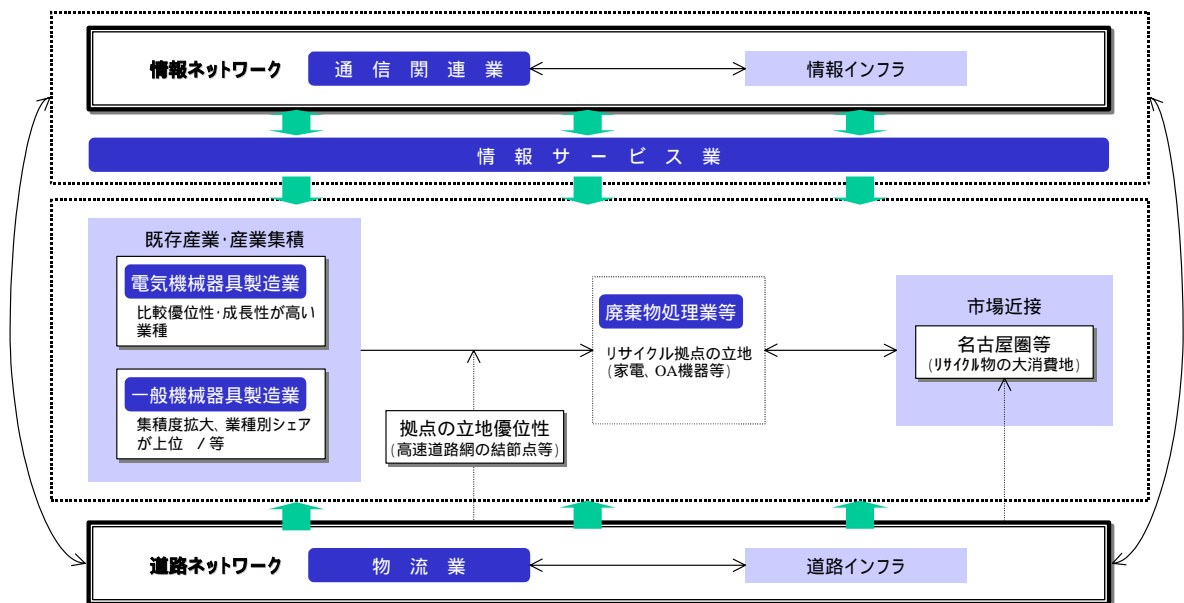 情報ネットワーク
通信関連業
情報インフラ
情報サービス業
既存産業・産業集積
電気機械器具製造業
比較優位性・成長性が高い
業種
一般機械器具製造業
集積度拡大、業種別シェア
が上位 /等
拠点の立地優位性
(高速道路網の結節点等)
廃棄物処理業等
リサイクル拠点の立地
(家電、OA機器等)
市場近接
名古屋圏等
(リサイクル物の大消費地)
道路ネットワーク
物流業
道路インフラ